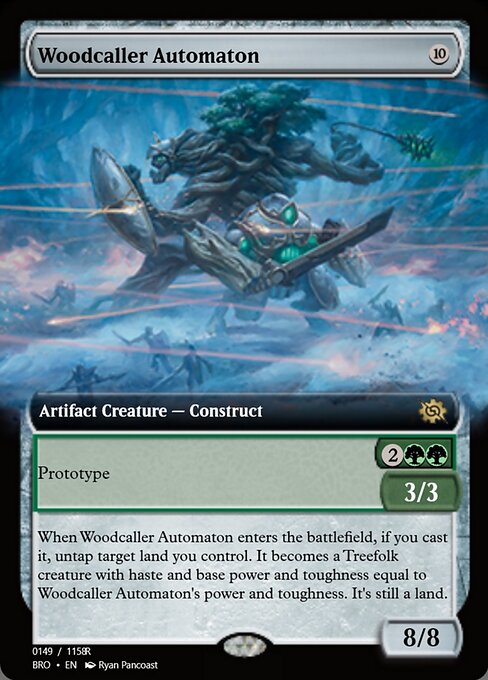 Woodcaller Automaton 10
Artifact Creature — Construct
Prototype 2
3/3
When Woodcaller Automaton enters the battlefield, if you cast
it, untap target land you control. It becomes a Treefolk
creature with haste and base power and toughness equal to
Woodcaller Automaton's power and toughness. It's still a land.
8/8
0149 / 1158R
BRO • EN Ryan Pancoast